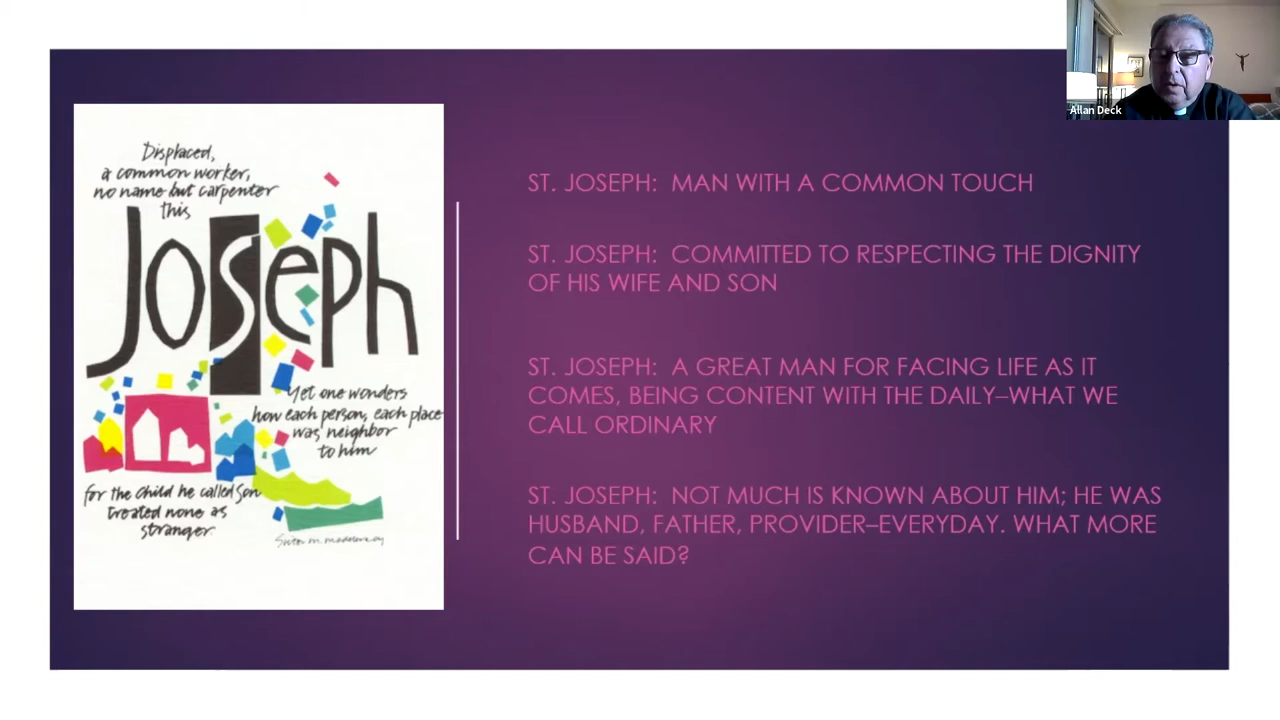 Displaced,
a common worker,
no name but carpenter
this
Joseph
Yet one wonders
how each person, each place
was neighbor
to him
for the child he called Son
treated none as
stranger.
ST. JOSEPH: MAN WITH A COMMON TOUCH
ST. JOSEPH: COMMITTED TO RESPECTING THE DIGNITY
OF HIS WIFE AND SON
ST. JOSEPH: A GREAT MAN FOR FACING LIFE AS IT
COMES, BEING CONTENT WITH THE DAILY–WHAT WE
CALL ORDINARY
ST. JOSEPH: NOT MUCH IS KNOWN ABOUT HIM; HE WAS
HUSBAND, FATHER, PROVIDER–EVERYDAY. WHAT MORE
CAN BE SAID?
Allan Deck